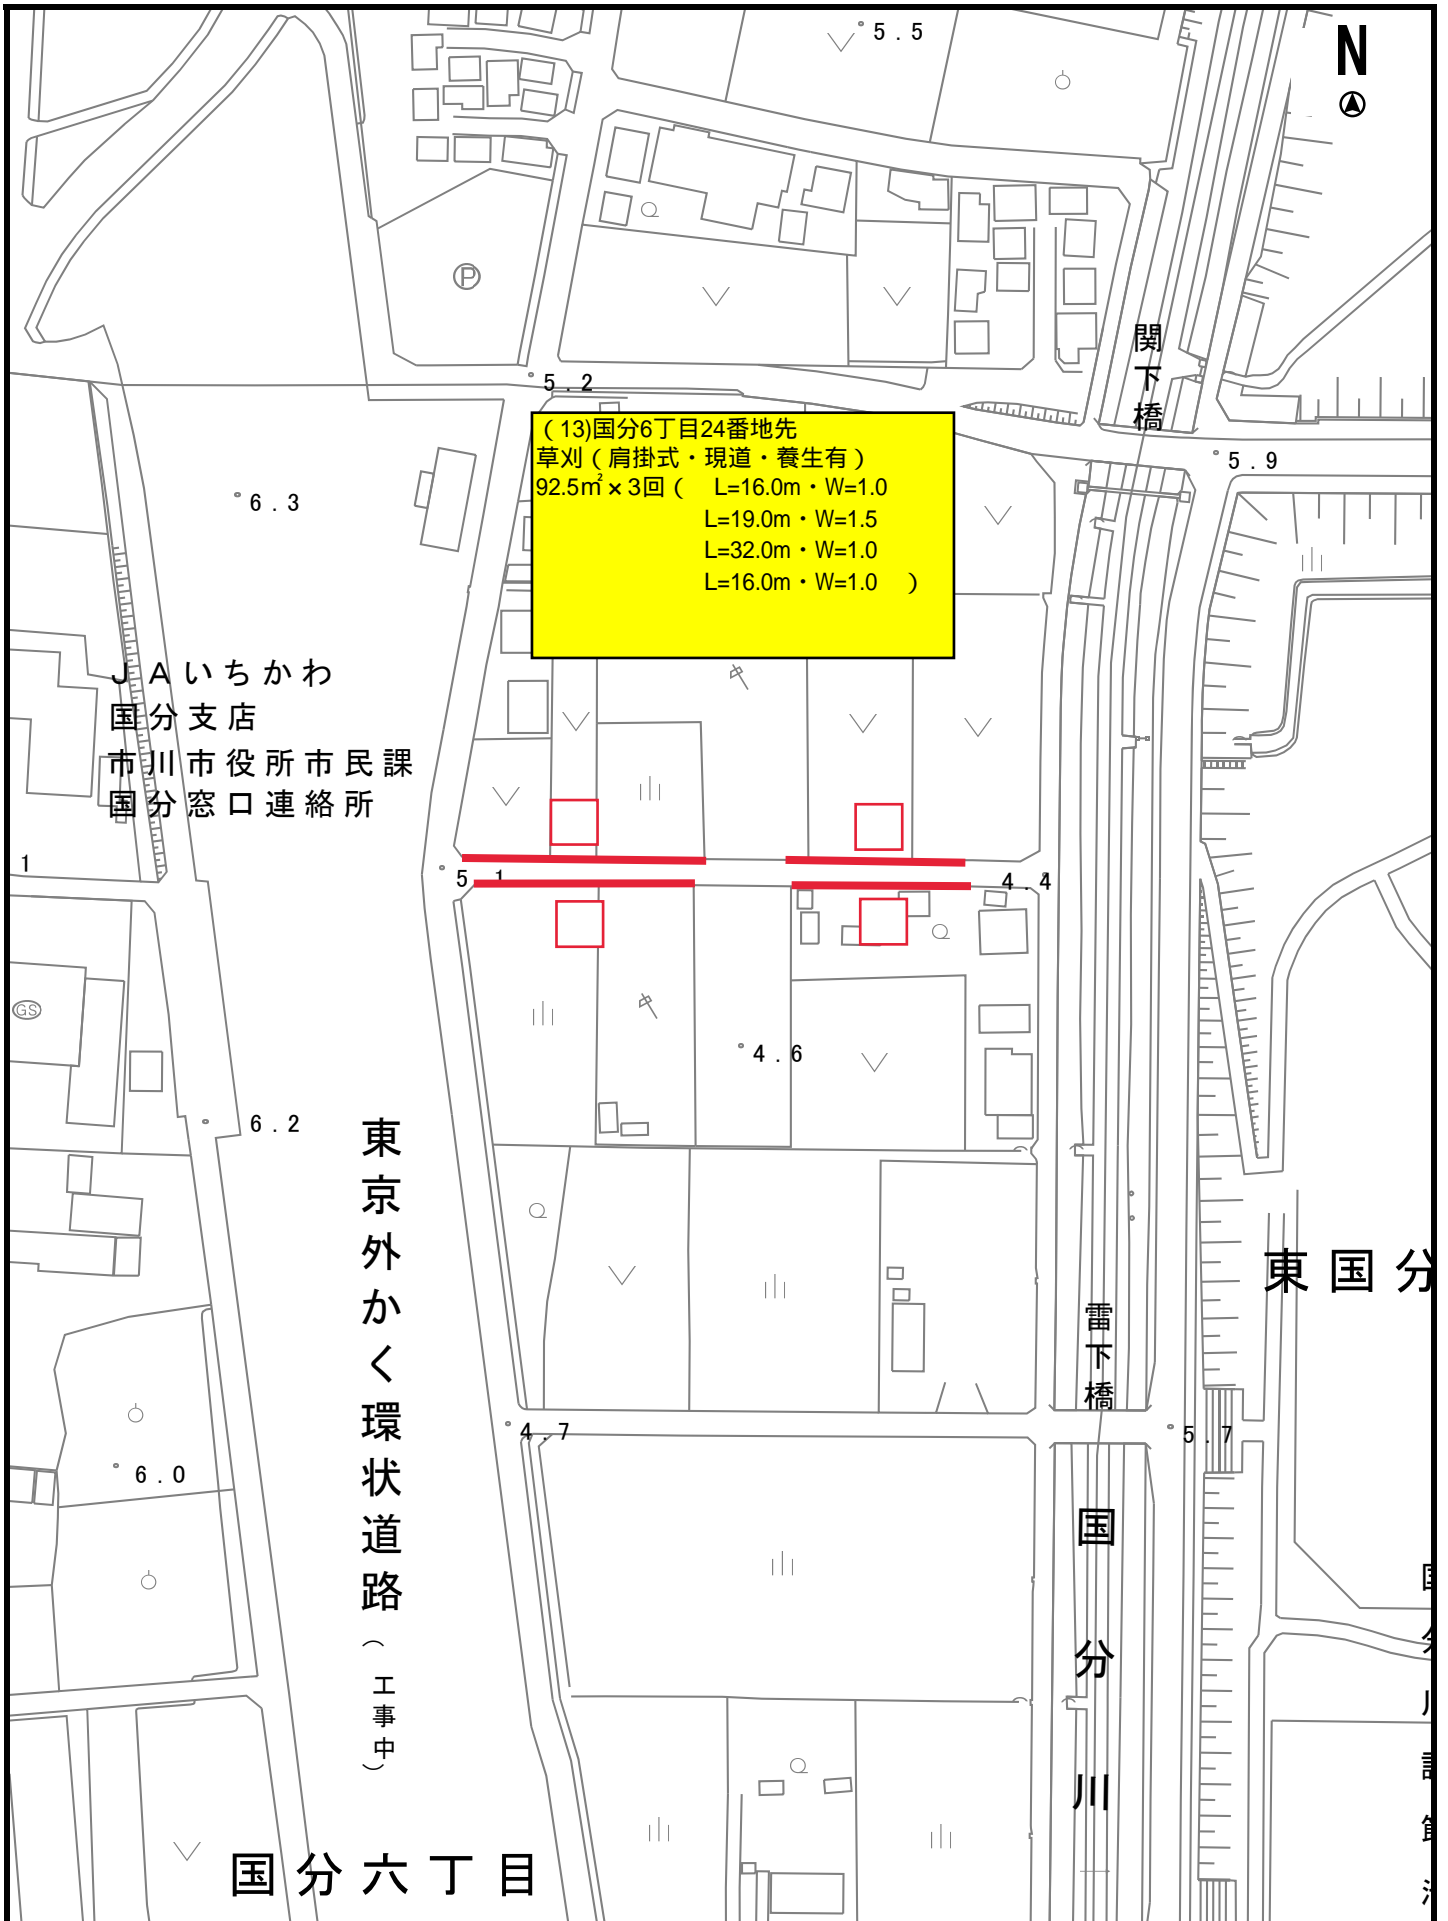 5.5
N
P
関下橋
5.2
(13)国分6丁目24番地先
草刈(肩掛式・現道・養生有)
92.5㎡×3回( L=16.0m・W=1.0
L=19.0m・W=1.5
L=32.0m・W=1.0
L=16.0m・W=1.0 )
5.9
6.3
JAいちかわ
国分支店
市川市役所市民課
国分窓口連絡所
1
5.1
4.4
GS
4.6
6.2
東京外かく環状道路
(工事中)
東国分
雷下橋
4.7
5.7
6.0
国分川
国分六丁目